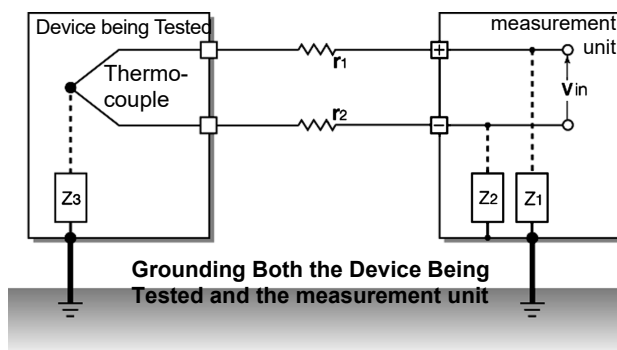 Device being Tested
measurement
unit
Thermo-
couple
r1
r2
+
−
Vin
Z3
Z2
Z1
Grounding Both the Device Being
Tested and the measurement unit